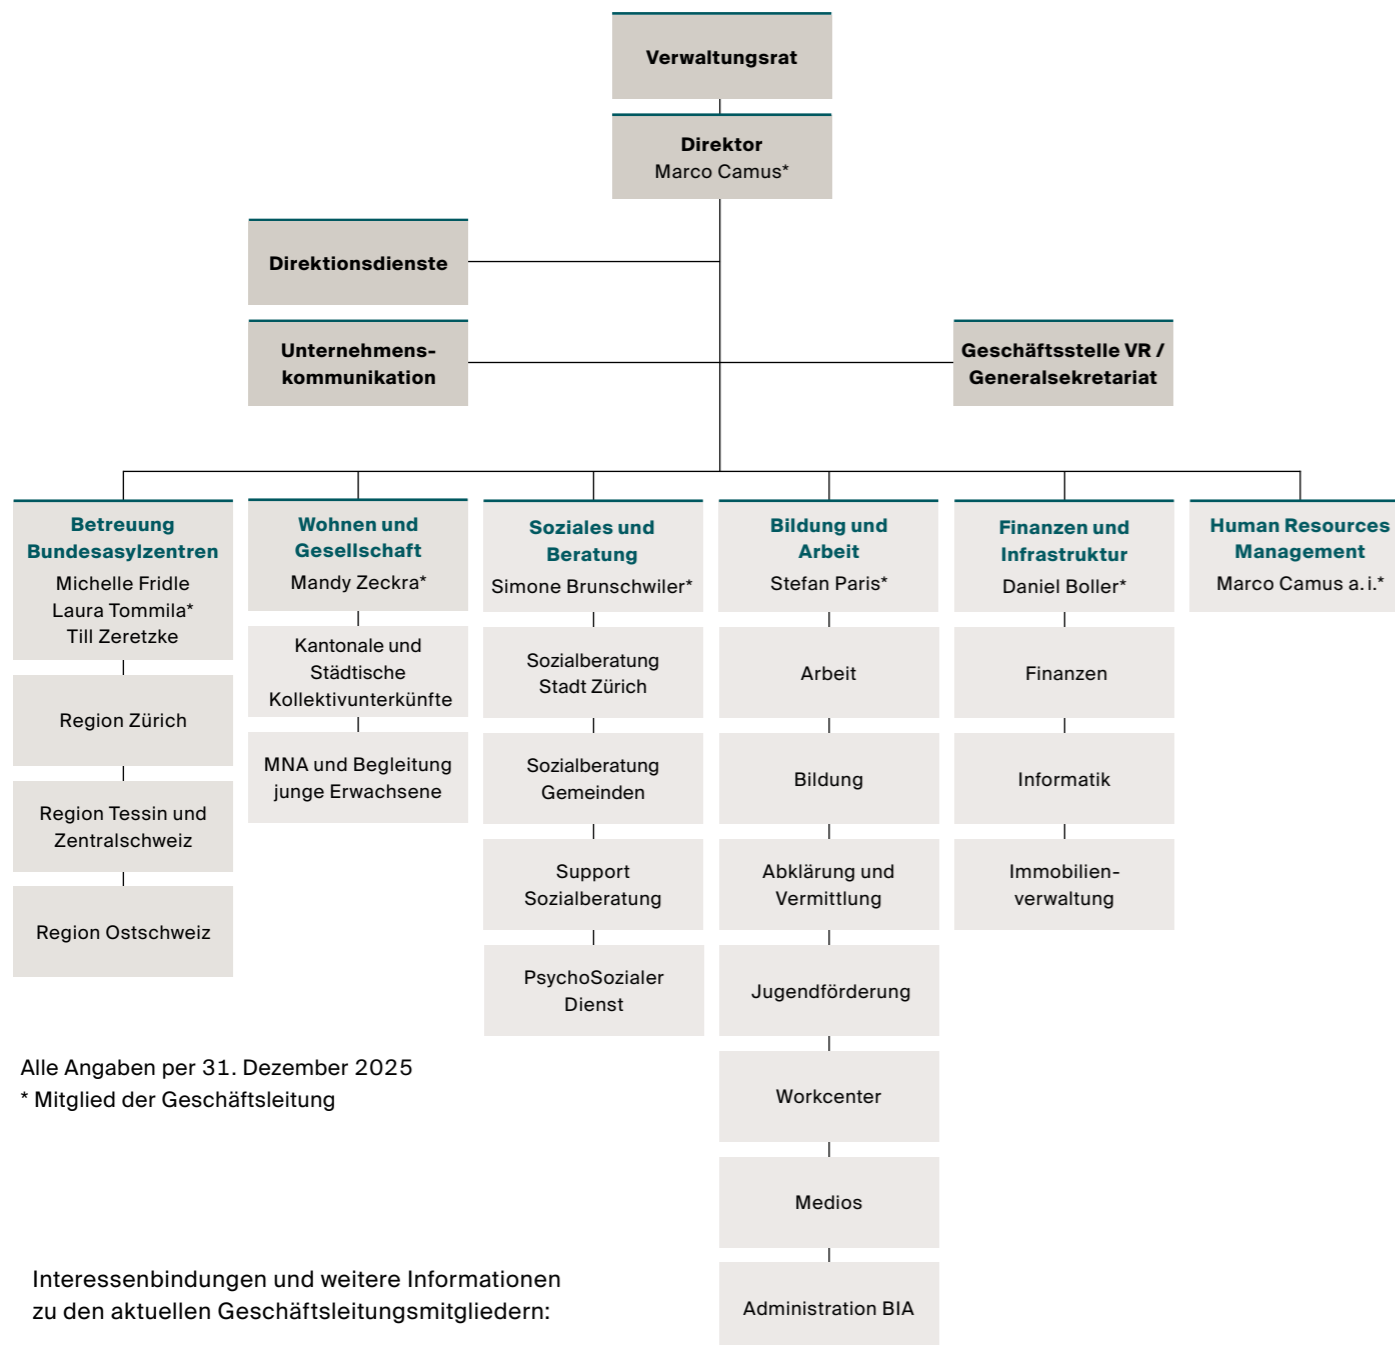 Verwaltungsrat
Direktor
Marco Camus*
Direktionsdienste
Unternehmens-
kommunikation
Geschäftsstelle VR /
Generalsekretariat
Betreuung
Bundesasylzentren
Michelle Fridle
Laura Tommila*
Till Zeretzke
Region Zürich
Region Tessin und
Zentralschweiz
Region Ostschweiz
Wohnen und
Gesellschaft
Mandy Zeckra*
Kantonale und
Städtische
Kollektivunterkünfte
MNA und Begleitung
junge Erwachsene
Soziales und
Beratung
Simone Brunschwiler*
Sozialberatung
Stadt Zürich
Sozialberatung
Gemeinden
Support
Sozialberatung
PsychoSozialer
Dienst
Bildung und
Arbeit
Stefan Paris*
Arbeit
Bildung
Abklärung und
Vermittlung
Jugendförderung
Workcenter
Medios
Administration BIA
Finanzen und
Infrastruktur
Daniel Boller*
Finanzen
Informatik
Immobilien-
verwaltung
Human Resources
Management
Marco Camus a. i.*
Alle Angaben per 31. Dezember 2025
* Mitglied der Geschäftsleitung
Interessenbindungen und weitere Informationen
zu den aktuellen Geschäftsleitungsmitgliedern: